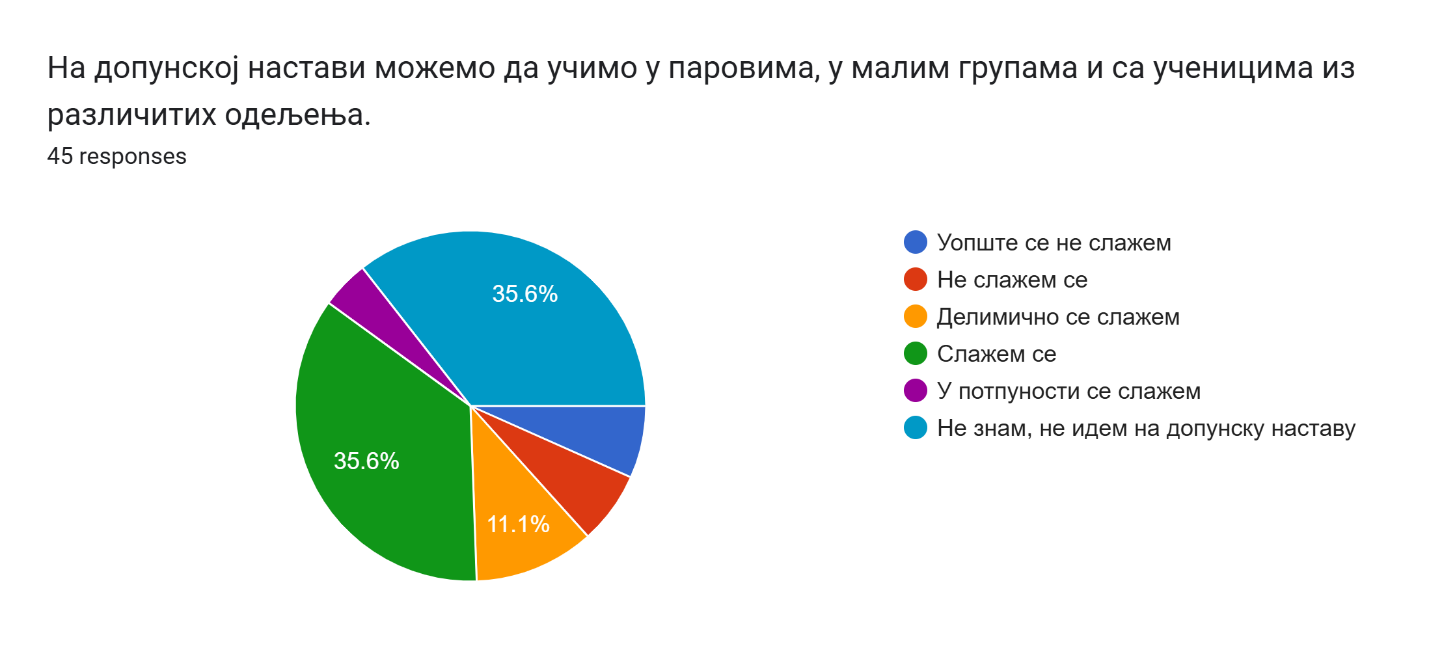 На допунској настави можемо да учимо у паровима, у малим групама и са ученицима из
различитих одељења.
45 responses
35.6%
35.6%
11.1%
Уопште се не слажем
Не слажем се
Делимично се слажем
Слажем се
У потпуности се слажем
Не знам, не идем на допунску наставу